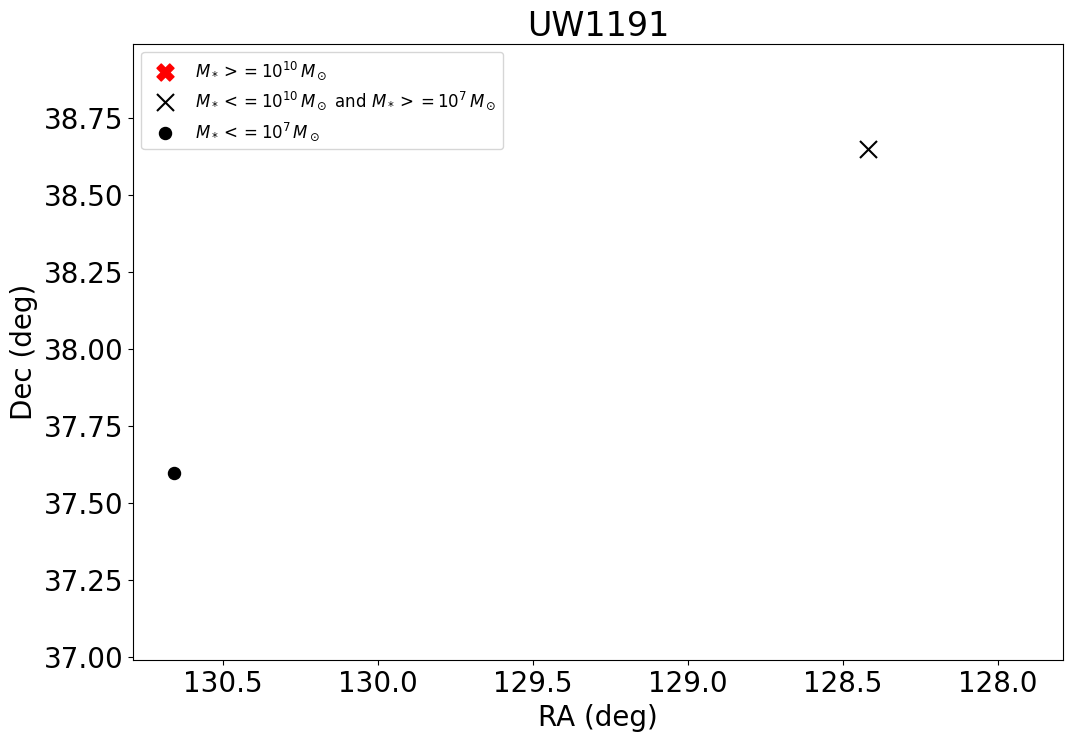 UW1191
M* >= 10^10 M⊙
M* <= 10^10 M⊙ and M* >= 10^7 M⊙
M* <= 10^7 M⊙
38.75
38.50
38.25
38.00
37.75
37.50
37.25
37.00
Dec (deg)
130.5 130.0 129.5 129.0 128.5 128.0
RA (deg)